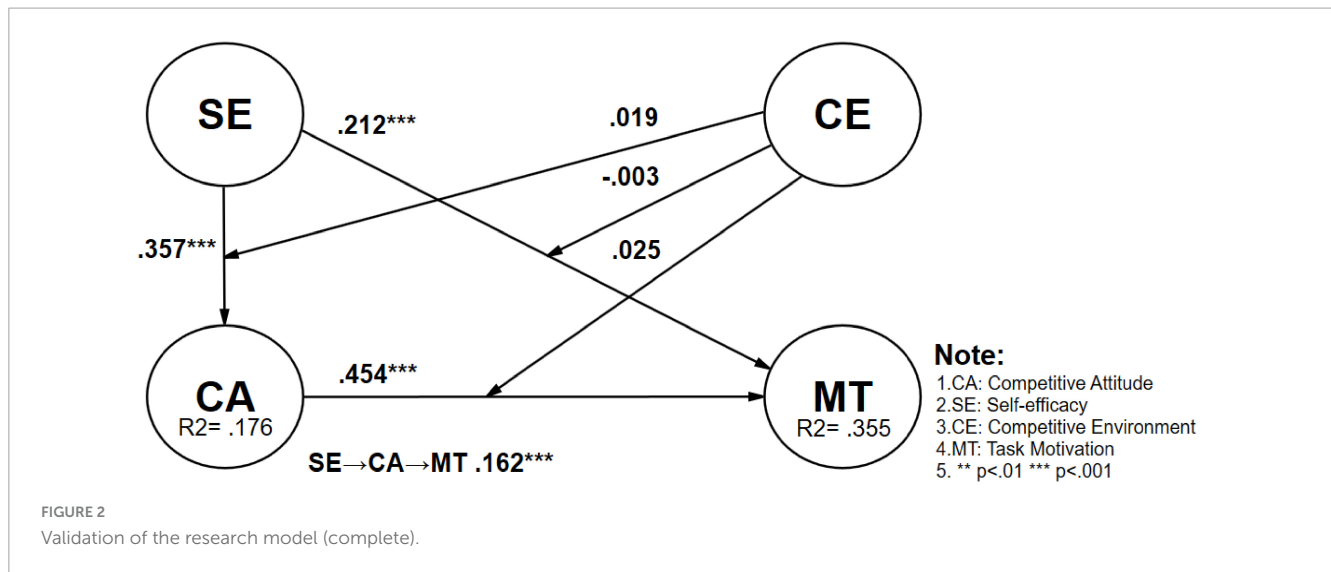 SE
CE
.212***
.019
-.003
.357***
.025
CA
R2= .176
.454***
MT
R2= .355
SE→CA→MT .162***
Note:
1.CA: Competitive Attitude
2.SE: Self-efficacy
3.CE: Competitive Environment
4.MT: Task Motivation
5. ** p<.01 *** p<.001
FIGURE 2
Validation of the research model (complete).